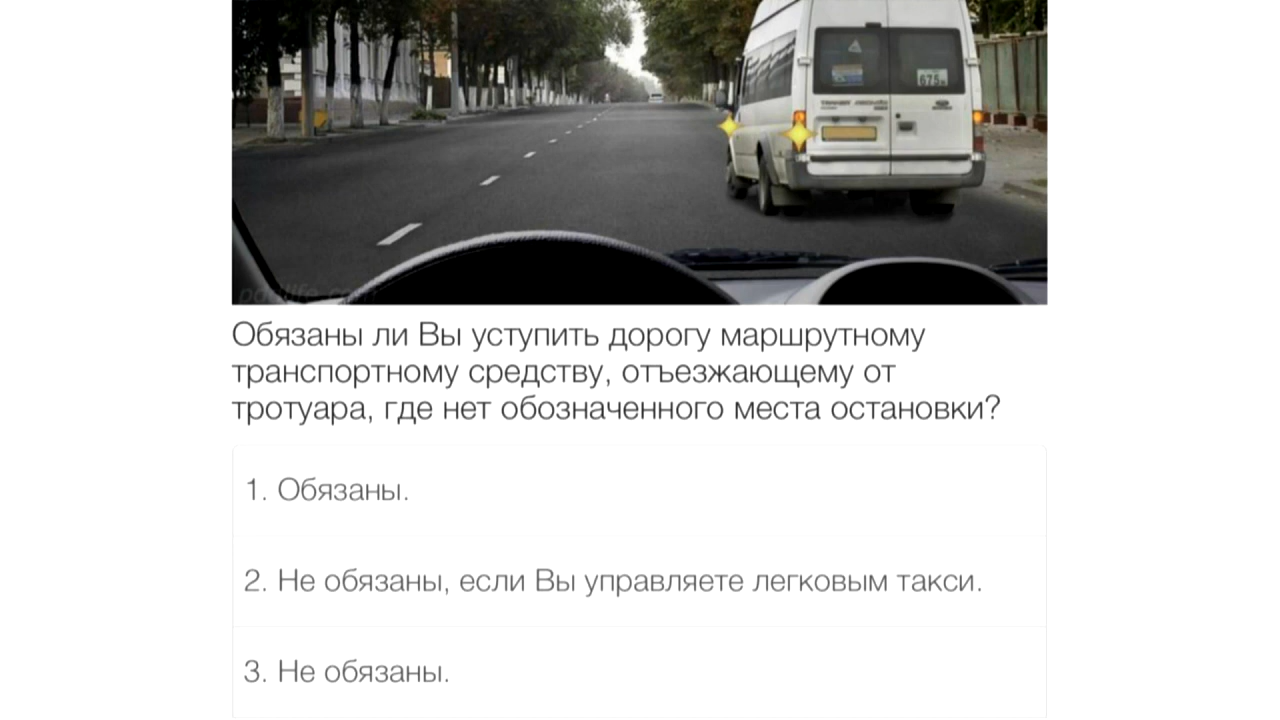 675
Обязаны ли Вы уступить дорогу маршрутному
транспортному средству, отъезжающему от
тротуара, где нет обозначенного места остановки?
1. Обязаны.
2. Не обязаны, если Вы управляете легковым такси.
3. Не обязаны.